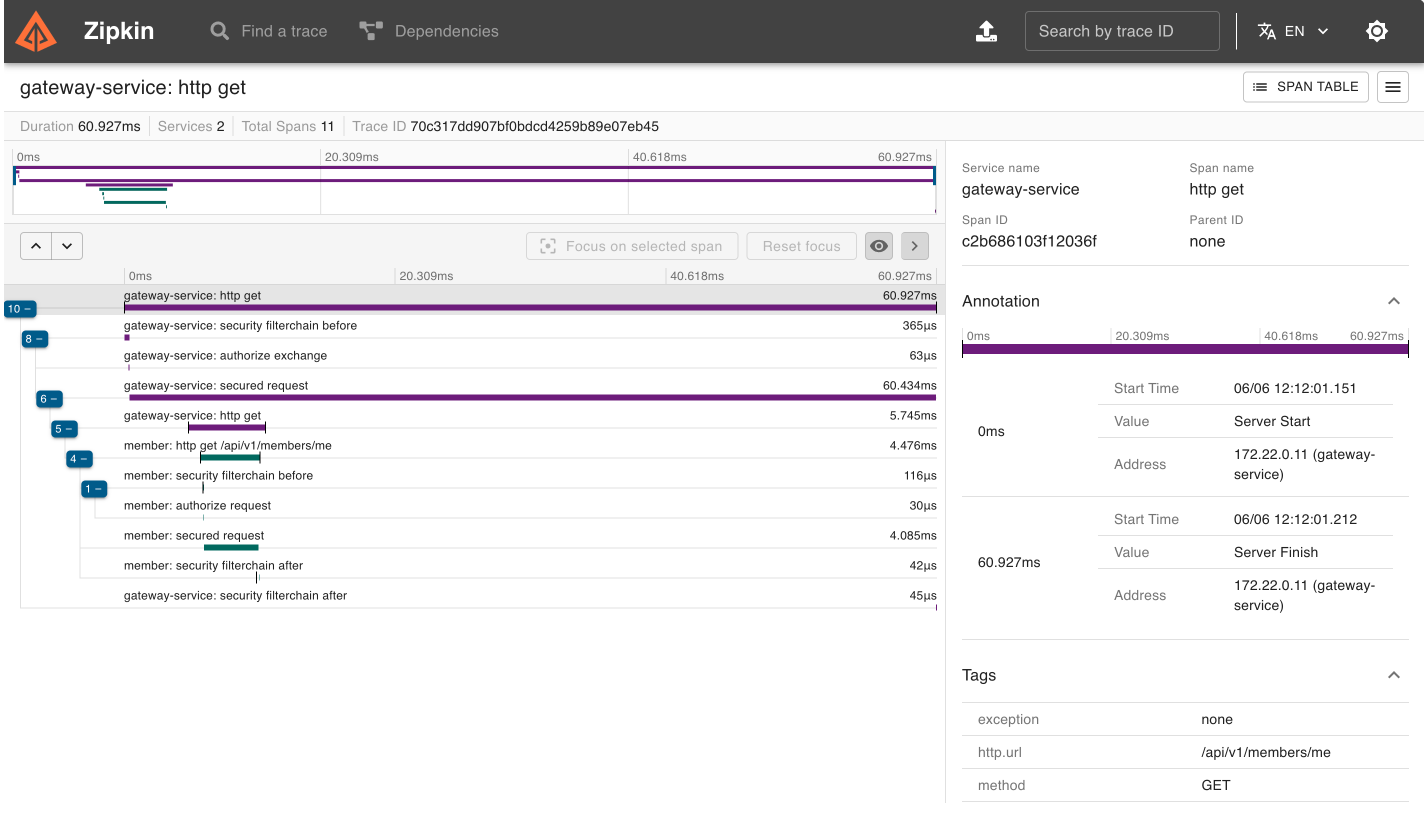 Zipkin
Find a trace
Dependencies
Search by trace ID
EN
gateway-service: http get
SPAN TABLE
Duration 60.927ms
Services 2
Total Spans 11
Trace ID 70c317dd907bf0bdcd4259b89e07eb45
0ms 20.309ms 40.618ms 60.927ms
Focus on selected span
Reset focus
0ms 20.309ms 40.618ms 60.927ms
gateway-service: http get 60.927ms
10 −
gateway-service: security filterchain before 365μs
8 −
gateway-service: authorize exchange 63μs
gateway-service: secured request 60.434ms
6 −
gateway-service: http get 5.745ms
5 −
member: http get /api/v1/members/me 4.476ms
4 −
member: security filterchain before 116μs
1 −
member: authorize request 30μs
member: secured request 4.085ms
member: security filterchain after 42μs
gateway-service: security filterchain after 45μs
Service name
gateway-service
Span name
http get
Span ID
c2b686103f12036f
Parent ID
none
Annotation
0ms 20.309ms 40.618ms 60.927ms
0ms
Start Time 06/06 12:12:01.151
Value Server Start
Address 172.22.0.11 (gateway-
service)
60.927ms
Start Time 06/06 12:12:01.212
Value Server Finish
Address 172.22.0.11 (gateway-
service)
Tags
exception none
http.url /api/v1/members/me
method GET